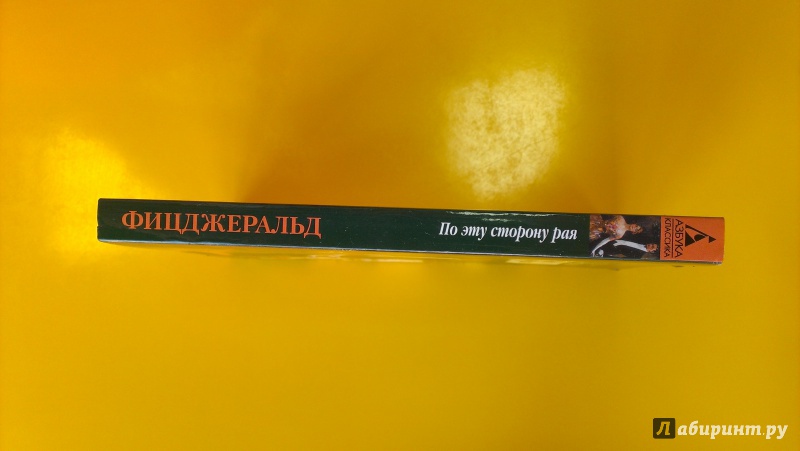 ФИЦДЖЕРАЛЬД
По эту сторону рая
АЗБУКА
КЛАССИКА
Лабиринт.ру